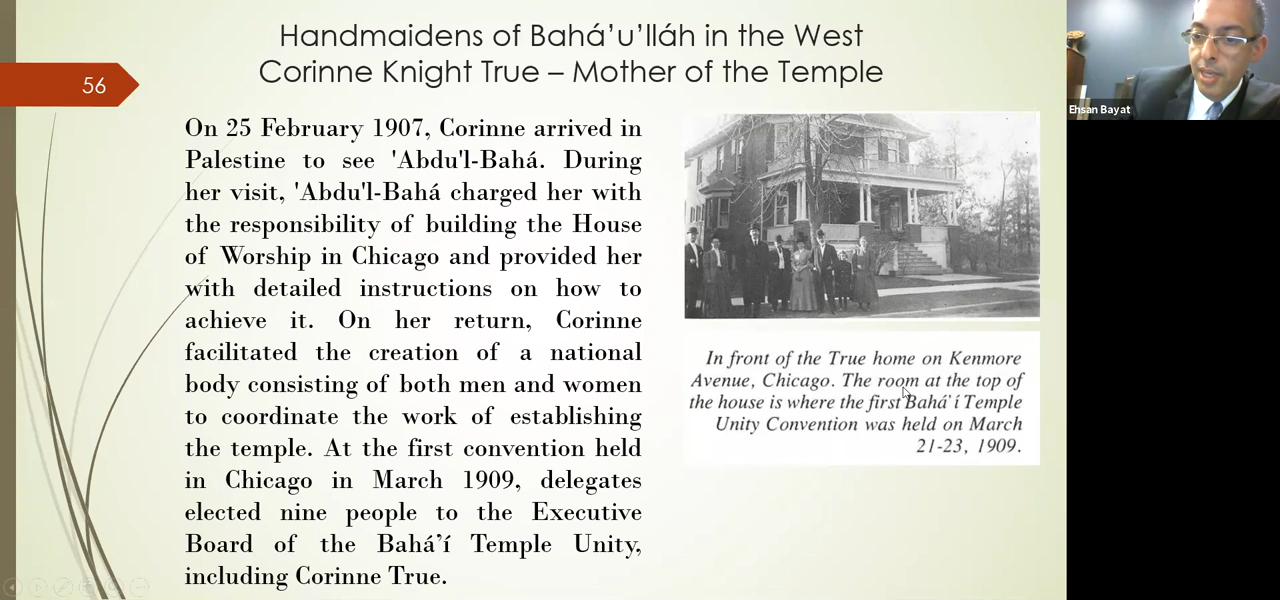 Handmaidens of Bahá’u’lláh in the West
Corinne Knight True – Mother of the Temple
56
On 25 February 1907, Corinne arrived in
Palestine to see 'Abdu'l-Bahá. During
her visit, 'Abdu'l-Bahá charged her with
the responsibility of building the House
of Worship in Chicago and provided her
with detailed instructions on how to
achieve it. On her return, Corinne
facilitated the creation of a national
body consisting of both men and women
to coordinate the work of establishing
the temple. At the first convention held
in Chicago in March 1909, delegates
elected nine people to the Executive
Board of the Bahá’í Temple Unity,
including Corinne True.
In front of the True home on Kenmore
Avenue, Chicago. The room at the top of
the house is where the first Bahá'í Temple
Unity Convention was held on March
21-23, 1909.
Ehsan Bayat